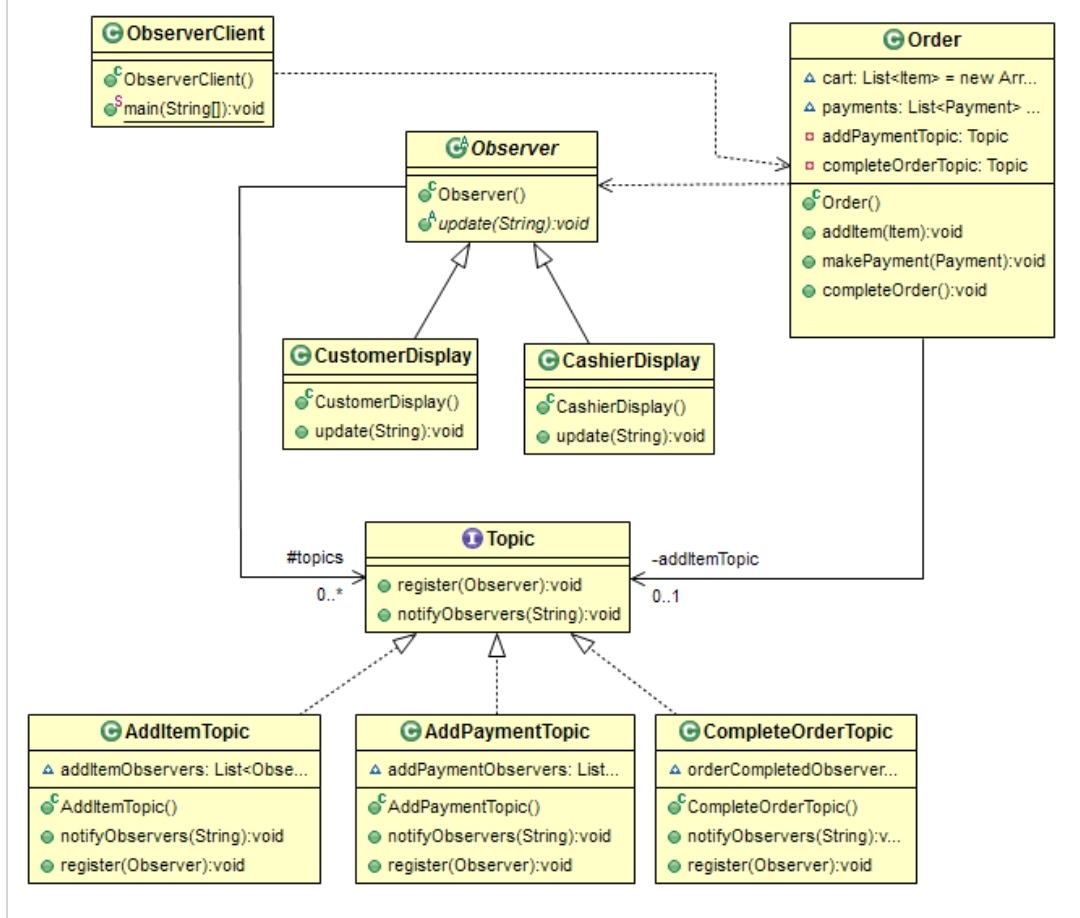 ObserverClient
ObserverClient()
main(String[]):void
Order
cart: List<Item> = new Arr...
payments: List<Payment> ...
addPaymentTopic: Topic
completeOrderTopic: Topic
Order()
addItem(Item):void
makePayment(Payment):void
completeOrder():void
Observer
Observer()
update(String):void
CustomerDisplay
CustomerDisplay()
update(String):void
CashierDisplay
CashierDisplay()
update(String):void
#topics
0..*
Topic
register(Observer):void
notifyObservers(String):void
-addItemTopic
0..1
AddItemTopic
addItemObservers: List<Obse...
AddItemTopic()
notifyObservers(String):void
register(Observer):void
AddPaymentTopic
addPaymentObservers: List...
AddPaymentTopic()
notifyObservers(String):void
register(Observer):void
CompleteOrderTopic
orderCompletedObserver...
CompleteOrderTopic()
notifyObservers(String):v...
register(Observer):void